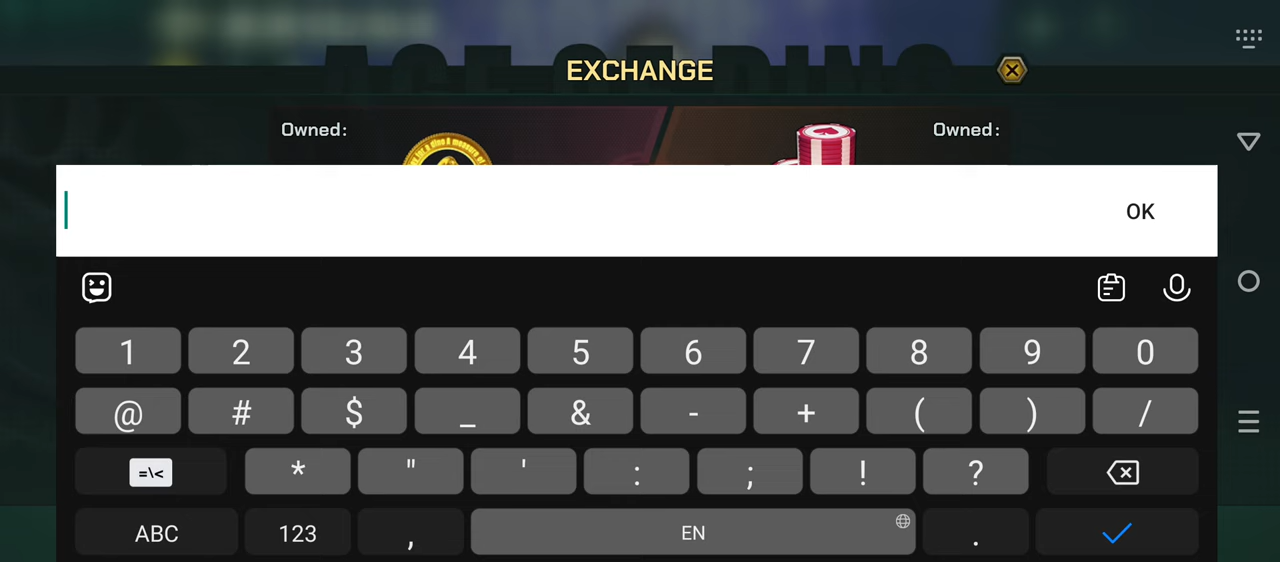 EXCHANGE
Owned: Owned:
OK
1 2 3 4 5 6 7 8 9 0
@ # $ _ & - + ( ) /
=\< * " ' : ; ! ?
ABC 123 , EN .